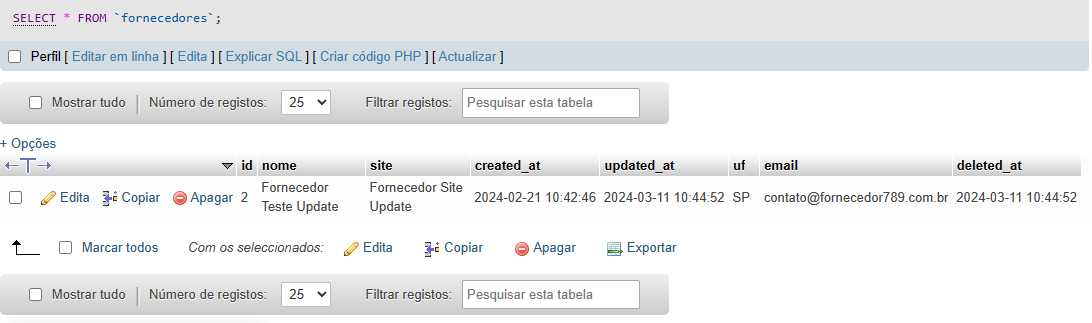 SELECT * FROM `fornecedores`;
Perfil [ Editar em linha ] [ Edita ] [ Explicar SQL ] [ Criar código PHP ] [ Actualizar ]
Mostrar tudo | Número de registos: 25 Filtrar registos: Pesquisar esta tabela
+ Opções
←T→ id nome site created_at updated_at uf email deleted_at
Edita Copiar Apagar 2 Fornecedor Fornecedor Site 2024-02-21 10:42:46 2024-03-11 10:44:52 SP contato@fornecedor789.com.br 2024-03-11 10:44:52
Teste Update Update
Marcar todos Com os seleccionados: Edita Copiar Apagar Exportar
Mostrar tudo | Número de registos: 25 Filtrar registos: Pesquisar esta tabela